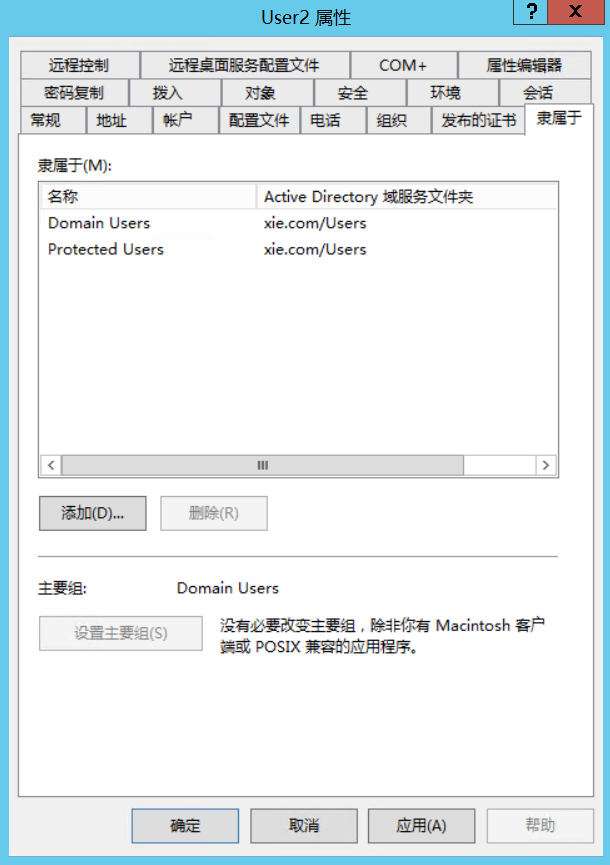 User2 属性
?
x
远程控制
远程桌面服务配置文件
COM+
属性编辑器
密码复制
拨入
对象
安全
环境
会话
常规
地址
帐户
配置文件
电话
组织
发布的证书
隶属于
隶属于(M):
名称
Active Directory 域服务文件夹
Domain Users
xie.com/Users
Protected Users
xie.com/Users
添加(D)...
删除(R)
主要组:
Domain Users
设置主要组(S)
没有必要改变主要组，除非你有 Macintosh 客户
端或 POSIX 兼容的应用程序。
确定
取消
应用(A)
帮助